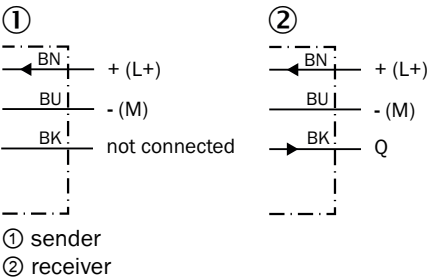 ① ②
BN + (L+) BN + (L+)
BU - (M) BU - (M)
BK not connected BK Q
① sender
② receiver